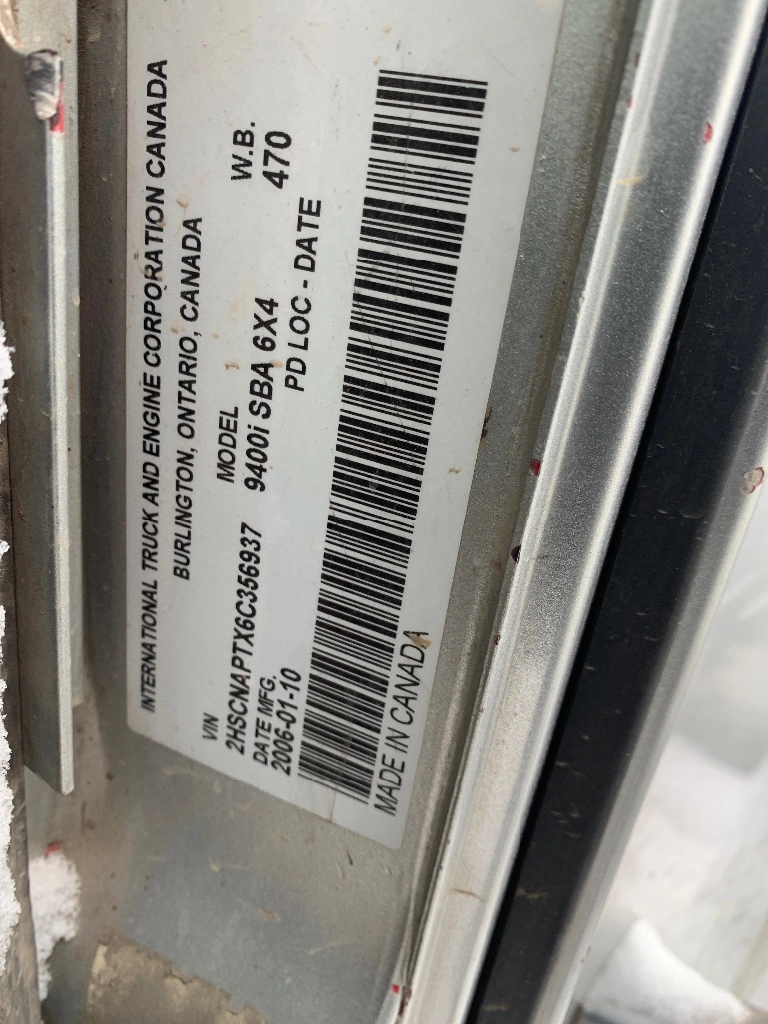 INTERNATIONAL TRUCK AND ENGINE CORPORATION CANADA
BURLINGTON, ONTARIO, CANADA
VIN MODEL W.B.
2HSCNAPTX6C356937 9400i SBA 6X4 470
DATE MFG. PD LOC - DATE
2006-01-10
MADE IN CANADA